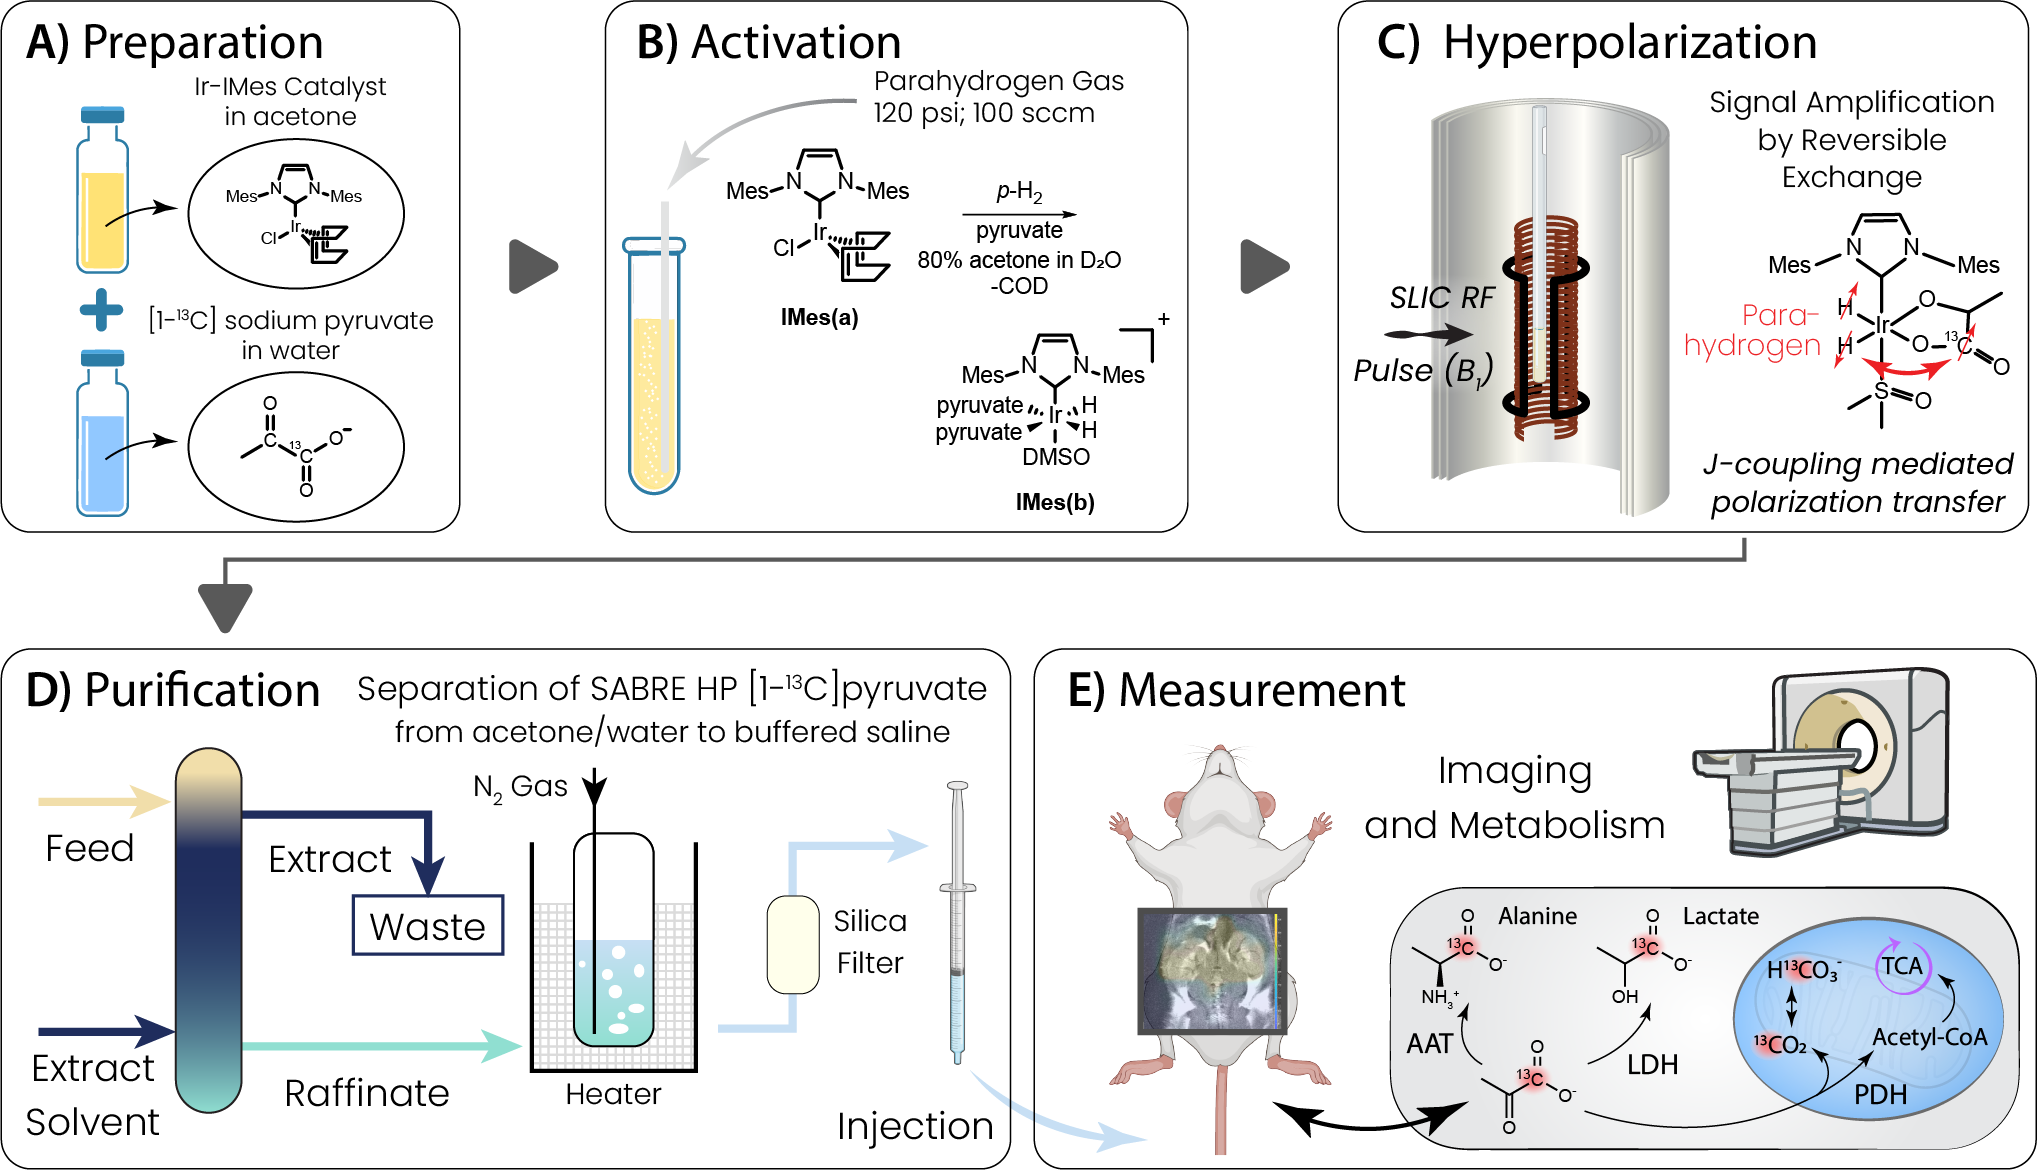 A) Preparation
Ir-IMes Catalyst
in acetone
N N
Mes Mes
Ir
Cl
[1-¹³C] sodium pyruvate
in water
O
C ¹³C O⁻
O
B) Activation
Parahydrogen Gas
120 psi; 100 sccm
Mes N N Mes
Ir
Cl
IMes(a)
p-H₂
pyruvate
80% acetone in D₂O
-COD
+
N N
Mes Mes
pyruvate Ir H
pyruvate H
DMSO
IMes(b)
C) Hyperpolarization
Signal Amplification
by Reversible
Exchange
SLIC RF
Pulse (B₁)
N N
Mes Mes
Para-
hydrogen
H O
Ir
H O ¹³C
O
S O
J-coupling mediated
polarization transfer
D) Purification
Separation of SABRE HP [1-¹³C]pyruvate
from acetone/water to buffered saline
Feed
Extract
Waste
Extract
Solvent
Raffinate
N₂ Gas
Heater
Silica
Filter
Injection
E) Measurement
Imaging
and Metabolism
O Alanine
¹³C O⁻
NH₃⁺
O Lactate
¹³C O⁻
OH
AAT
LDH
O
¹³C O⁻
O
H¹³CO₃⁻
TCA
¹³CO₂
Acetyl-CoA
PDH